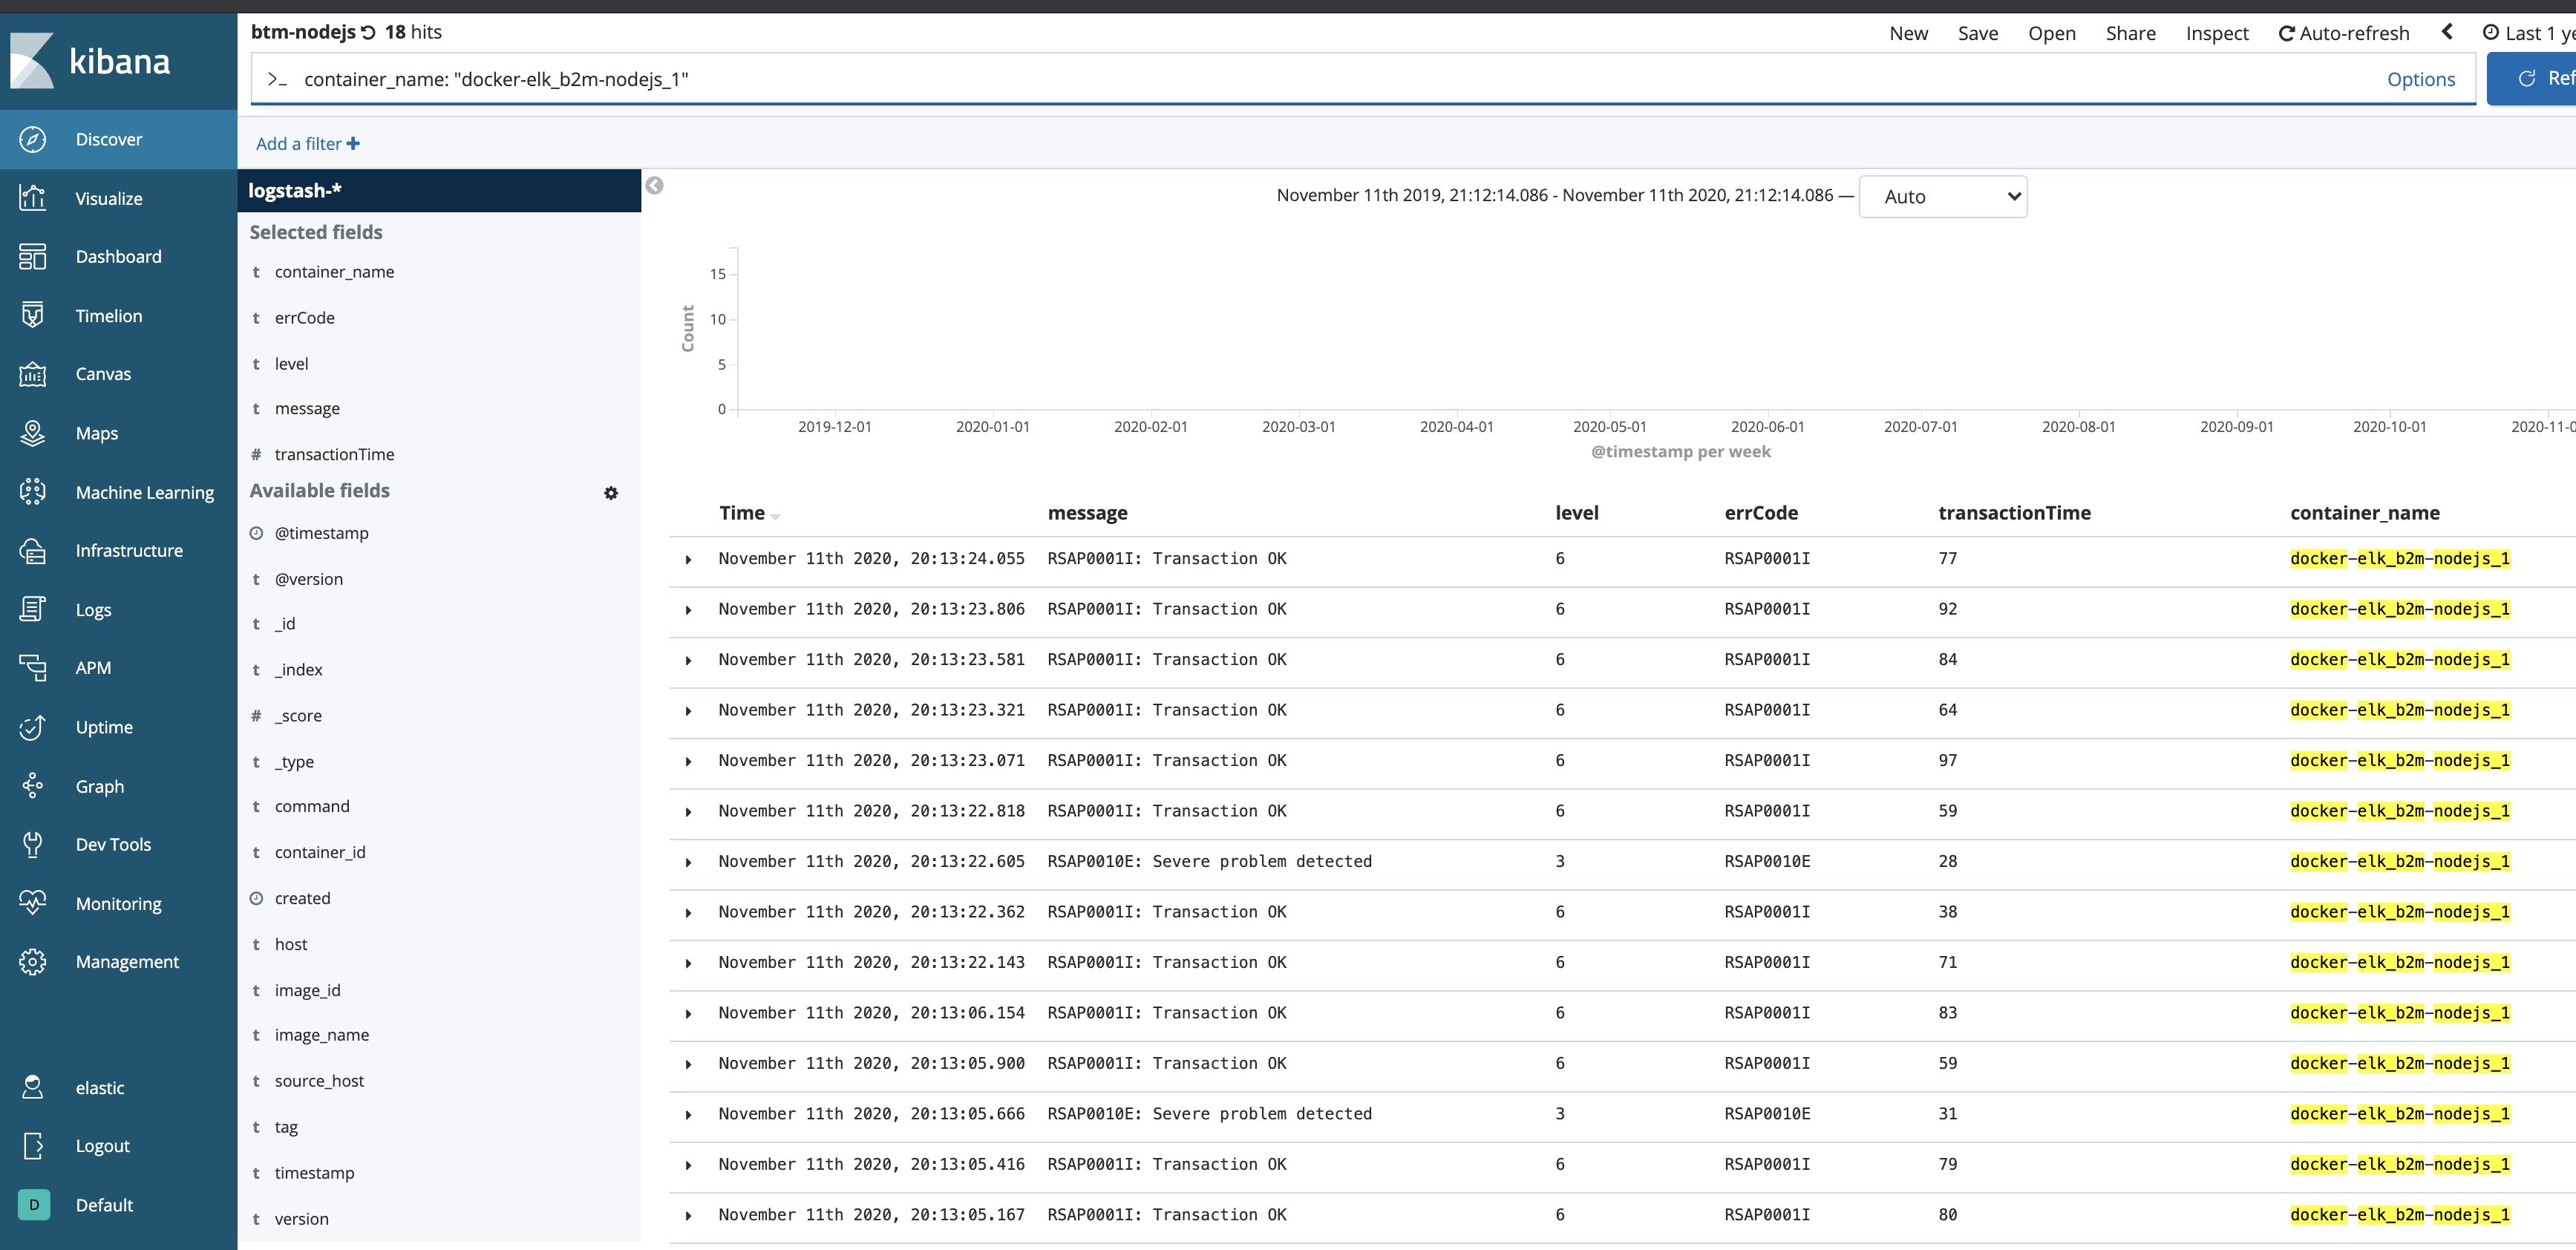 kibana
Discover
Visualize
Dashboard
Timelion
Canvas
Maps
Machine Learning
Infrastructure
Logs
APM
Uptime
Graph
Dev Tools
Monitoring
Management
elastic
Logout
D Default
btm-nodejs 18 hits
New Save Open Share Inspect Auto-refresh Last 1 ye
>_ container_name: "docker-elk_b2m-nodejs_1" Options Ref
Add a filter +
logstash-*
Selected fields
t container_name
t errCode
t level
t message
# transactionTime
Available fields
@timestamp
t @version
t _id
t _index
# _score
t _type
t command
t container_id
created
t host
t image_id
t image_name
t source_host
t tag
t timestamp
t version
November 11th 2019, 21:12:14.086 - November 11th 2020, 21:12:14.086 — Auto
Count
15
10
5
0
2019-12-01 2020-01-01 2020-02-01 2020-03-01 2020-04-01 2020-05-01 2020-06-01 2020-07-01 2020-08-01 2020-09-01 2020-10-01 2020-11-0
@timestamp per week
Time message level errCode transactionTime container_name
November 11th 2020, 20:13:24.055 RSAP0001I: Transaction OK 6 RSAP0001I 77 docker-elk_b2m-nodejs_1
November 11th 2020, 20:13:23.806 RSAP0001I: Transaction OK 6 RSAP0001I 92 docker-elk_b2m-nodejs_1
November 11th 2020, 20:13:23.581 RSAP0001I: Transaction OK 6 RSAP0001I 84 docker-elk_b2m-nodejs_1
November 11th 2020, 20:13:23.321 RSAP0001I: Transaction OK 6 RSAP0001I 64 docker-elk_b2m-nodejs_1
November 11th 2020, 20:13:23.071 RSAP0001I: Transaction OK 6 RSAP0001I 97 docker-elk_b2m-nodejs_1
November 11th 2020, 20:13:22.818 RSAP0001I: Transaction OK 6 RSAP0001I 59 docker-elk_b2m-nodejs_1
November 11th 2020, 20:13:22.605 RSAP0010E: Severe problem detected 3 RSAP0010E 28 docker-elk_b2m-nodejs_1
November 11th 2020, 20:13:22.362 RSAP0001I: Transaction OK 6 RSAP0001I 38 docker-elk_b2m-nodejs_1
November 11th 2020, 20:13:22.143 RSAP0001I: Transaction OK 6 RSAP0001I 71 docker-elk_b2m-nodejs_1
November 11th 2020, 20:13:06.154 RSAP0001I: Transaction OK 6 RSAP0001I 83 docker-elk_b2m-nodejs_1
November 11th 2020, 20:13:05.900 RSAP0001I: Transaction OK 6 RSAP0001I 59 docker-elk_b2m-nodejs_1
November 11th 2020, 20:13:05.666 RSAP0010E: Severe problem detected 3 RSAP0010E 31 docker-elk_b2m-nodejs_1
November 11th 2020, 20:13:05.416 RSAP0001I: Transaction OK 6 RSAP0001I 79 docker-elk_b2m-nodejs_1
November 11th 2020, 20:13:05.167 RSAP0001I: Transaction OK 6 RSAP0001I 80 docker-elk_b2m-nodejs_1